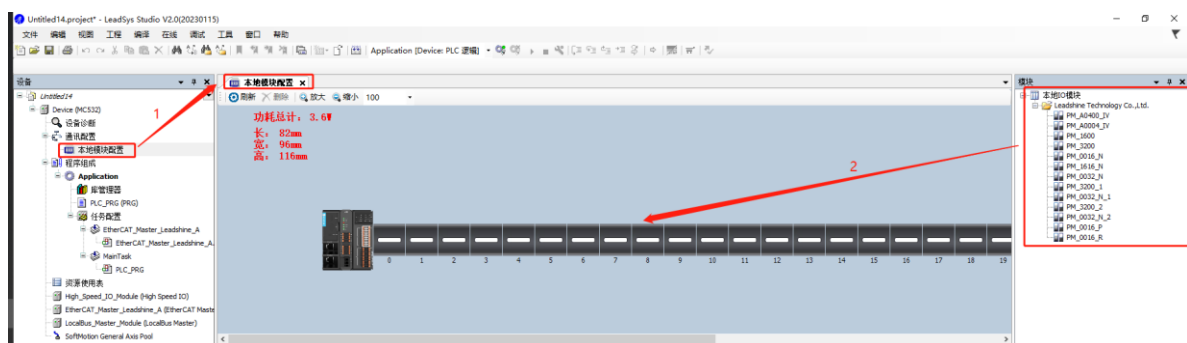 Untitled14.project* - LeadSys Studio V2.0(20230115)
文件 编辑 视图 工程 编译 在线 调试 工具 窗口 帮助
Application [Device: PLC 逻辑]
设备
Untitled14
Device (MC532)
设备诊断
通讯配置
本地模块配置
程序组成
Application
库管理器
PLC_PRG (PRG)
任务配置
EtherCAT_Master_Leadshine_A
EtherCAT_Master_Leadshine_A.
MainTask
PLC_PRG
资源使用表
High_Speed_IO_Module (High Speed IO)
EtherCAT_Master_Leadshine_A (EtherCAT Maste
LocalBus_Master_Module (LocalBus Master)
SoftMotion General Axis Pool
1
本地模块配置
刷新 删除 放大 缩小 100
功耗总计: 3.6W
长: 82mm
宽: 96mm
高: 116mm
2
0 1 2 3 4 5 6 7 8 9 10 11 12 13 14 15 16 17 18 19
模块
本地IO模块
Leadshine Technology Co.,Ltd.
PM_A0400_IV
PM_A0004_IV
PM_1600
PM_3200
PM_0016_N
PM_1616_N
PM_0032_N
PM_3200_1
PM_0032_N_1
PM_3200_2
PM_0032_N_2
PM_0016_P
PM_0016_R